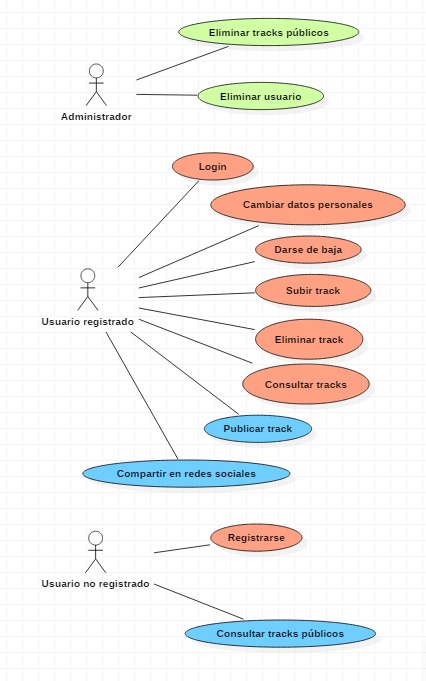 Eliminar tracks públicos
Administrador
Eliminar usuario
Login
Cambiar datos personales
Darse de baja
Subir track
Usuario registrado
Eliminar track
Consultar tracks
Publicar track
Compartir en redes sociales
Registrarse
Usuario no registrado
Consultar tracks públicos